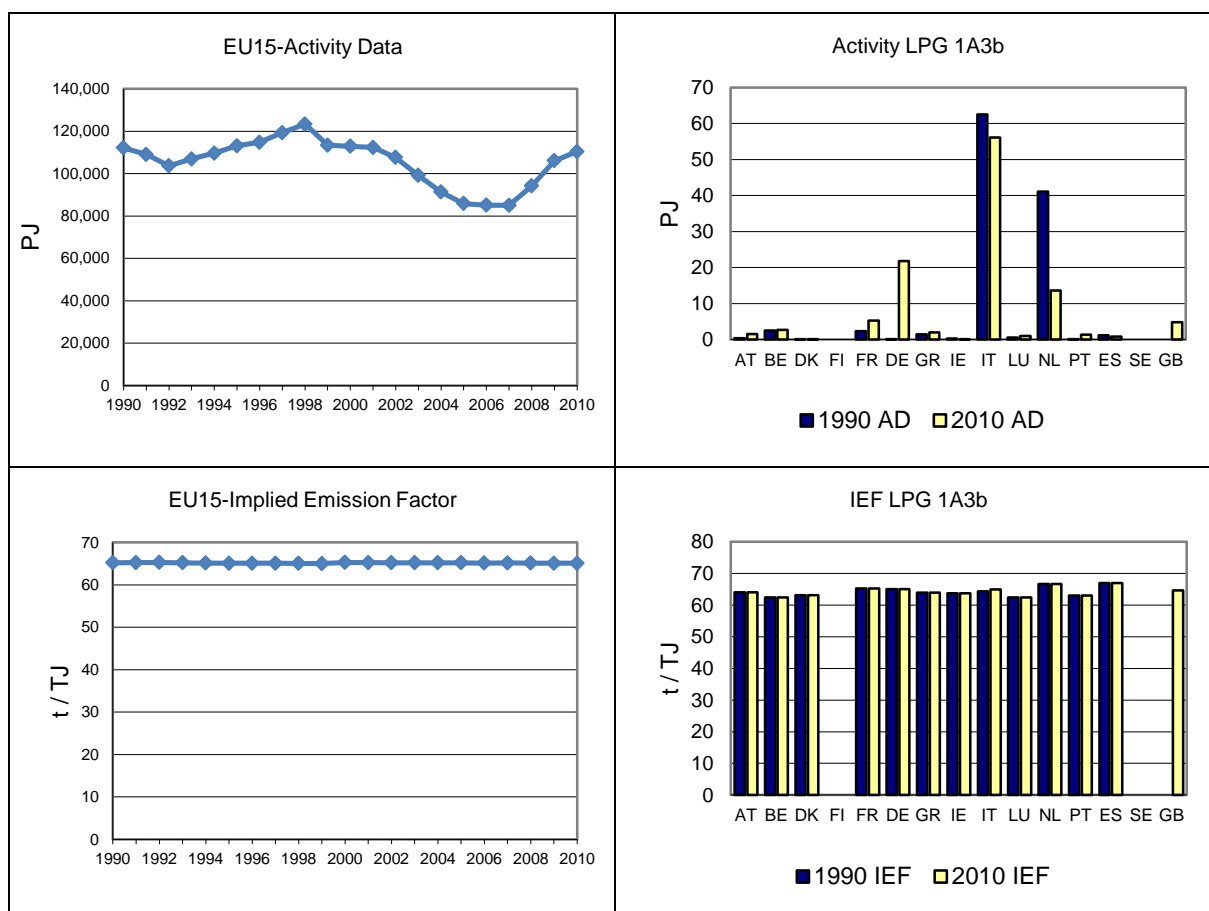 EU15-Activity Data
140,000
120,000
100,000
80,000
60,000
40,000
20,000
0
PJ
1990 1992 1994 1996 1998 2000 2002 2004 2006 2008 2010
Activity LPG 1A3b
70
60
50
40
30
20
10
0
PJ
AT BE DK FI FR DE GR IE IT LU NL PT ES SE GB
1990 AD 2010 AD
EU15-Implied Emission Factor
70
60
50
40
30
20
10
0
t / TJ
1990 1992 1994 1996 1998 2000 2002 2004 2006 2008 2010
IEF LPG 1A3b
80
70
60
50
40
30
20
10
0
t / TJ
AT BE DK FI FR DE GR IE IT LU NL PT ES SE GB
1990 IEF 2010 IEF